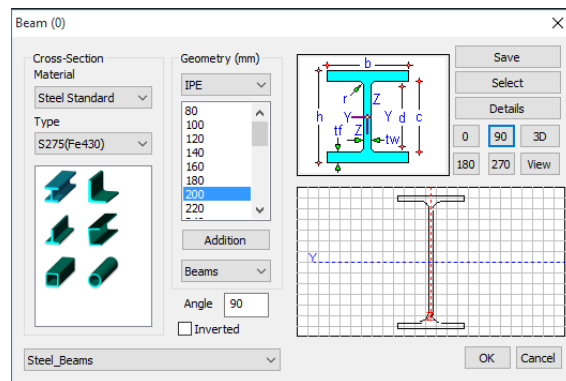 Beam (0)
Cross-Section
Material
Steel Standard
Type
S275(Fe430)
Geometry (mm)
IPE
80
100
120
140
160
180
200
220
Addition
Beams
Angle 90
Inverted
Steel_Beams
b
r Z
h Y Y d c
tf Z tw
Save
Select
Details
0 90 3D
180 270 View
Y
OK Cancel